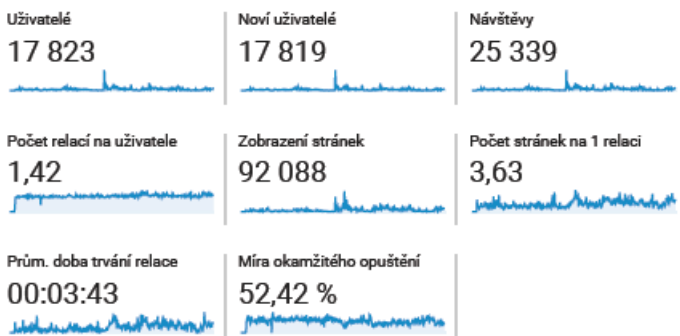 Uživatelé
17 823
Noví uživatelé
17 819
Návštěvy
25 339
Počet relací na uživatele
1,42
Zobrazení stránek
92 088
Počet stránek na 1 relaci
3,63
Prům. doba trvání relace
00:03:43
Míra okamžitého opuštění
52,42 %